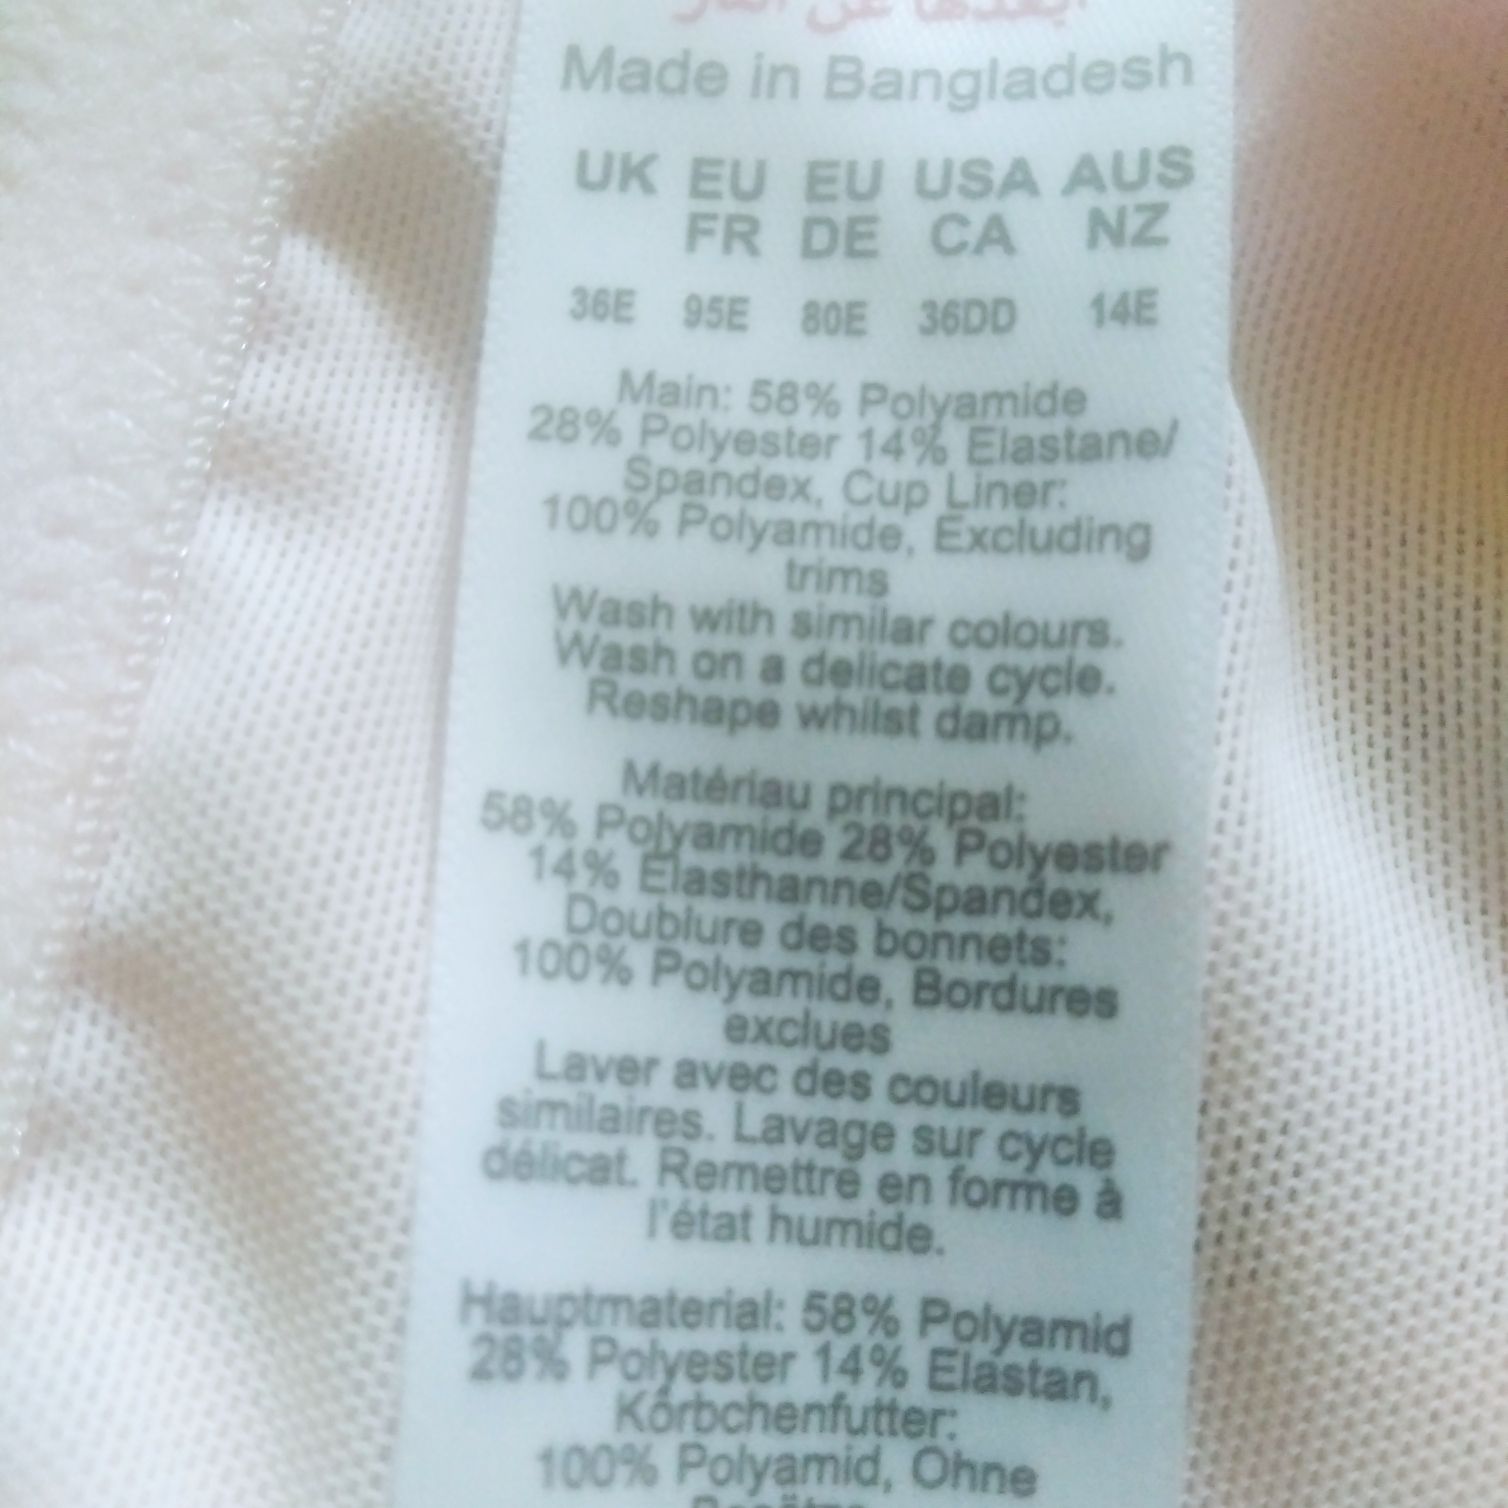 ابعدها عن النار
Made in Bangladesh
UK EU EU USA AUS
FR DE CA NZ
36E 95E 80E 36DD 14E
Main: 58% Polyamide
28% Polyester 14% Elastane/
Spandex, Cup Liner:
100% Polyamide, Excluding
trims
Wash with similar colours.
Wash on a delicate cycle.
Reshape whilst damp.
Matériau principal:
58% Polyamide 28% Polyester
14% Élasthanne/Spandex,
Doublure des bonnets:
100% Polyamide, Bordures
exclues
Laver avec des couleurs
similaires. Lavage sur cycle
délicat. Remettre en forme à
l'état humide.
Hauptmaterial: 58% Polyamid
28% Polyester 14% Elastan,
Körbchenfutter:
100% Polyamid, Ohne